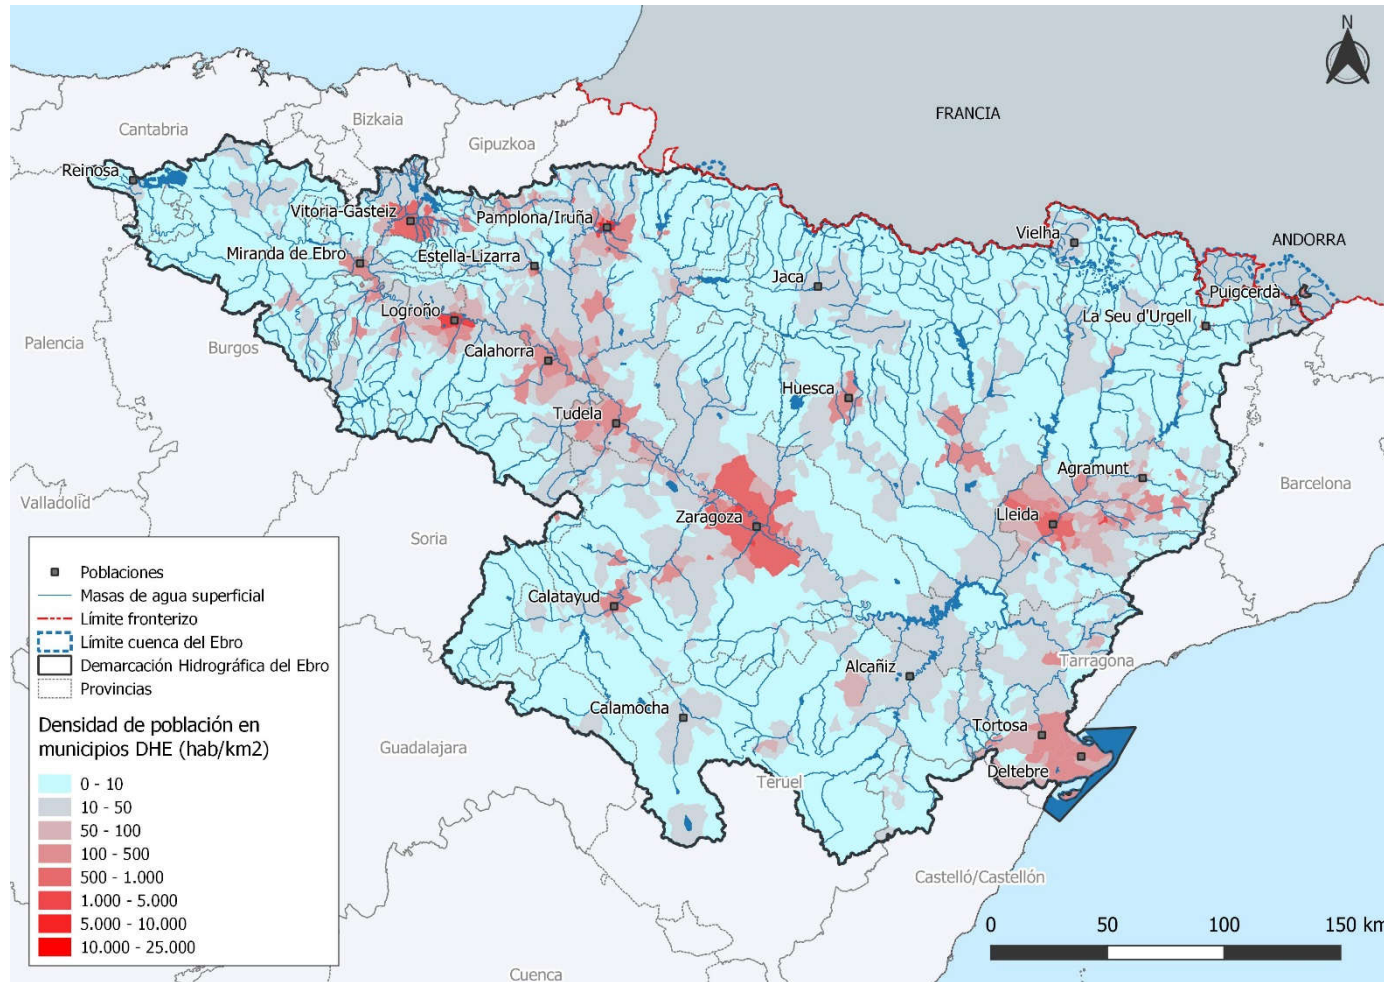 N
FRANCIA
Bizkaia
Cantabria
Gipuzkoa
Reinosa
Vitoria-Gasteiz
Pamplona/Iruña
Vielha
ANDORRA
Miranda de Ebro
Estella-Lizarra
Jaca
Puigcerdà
Logroño
La Seu d'Urgell
Palencia
Burgos
Calahorra
Huesca
Tudela
Agramunt
Barcelona
Valladolid
Zaragoza
Lleida
Soria
Calatayud
Tarragona
Alcañiz
Calamocha
Tortosa
Guadalajara
Deltebre
Teruel
Castelló/Castellón
Cuenca
Poblaciones
Masas de agua superficial
Límite fronterizo
Límite cuenca del Ebro
Demarcación Hidrográfica del Ebro
Provincias
Densidad de población en
municipios DHE (hab/km2)
0 - 10
10 - 50
50 - 100
100 - 500
500 - 1.000
1.000 - 5.000
5.000 - 10.000
10.000 - 25.000
0 50 100 150 km